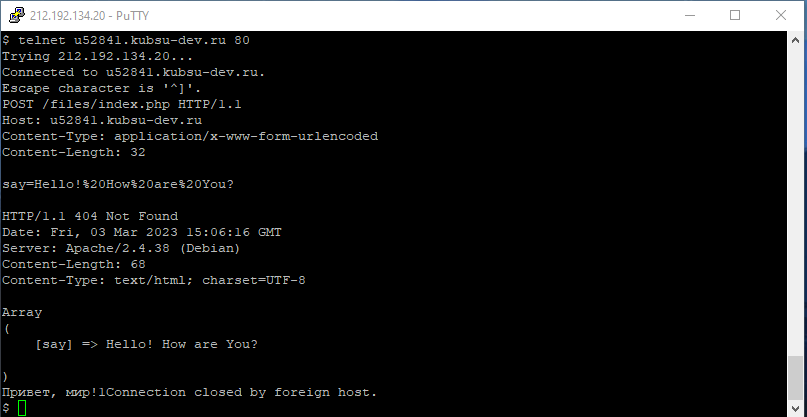 212.192.134.20 - PuTTY
$ telnet u52841.kubsu-dev.ru 80
Trying 212.192.134.20...
Connected to u52841.kubsu-dev.ru.
Escape character is '^]'.
POST /files/index.php HTTP/1.1
Host: u52841.kubsu-dev.ru
Content-Type: application/x-www-form-urlencoded
Content-Length: 32

say=Hello!%20How%20are%20You?

HTTP/1.1 404 Not Found
Date: Fri, 03 Mar 2023 15:06:16 GMT
Server: Apache/2.4.38 (Debian)
Content-Length: 68
Content-Type: text/html; charset=UTF-8

Array
(
    [say] => Hello! How are You?

)
Привет, мир!1Connection closed by foreign host.
$